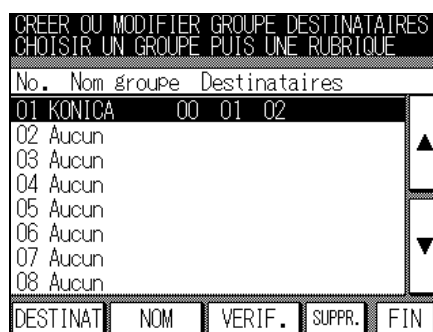 CREER OU MODIFIER GROUPE DESTINATAIRES
CHOISIR UN GROUPE PUIS UNE RUBRIQUE
No. Nom groupe Destinataires
01 KONICA 00 01 02
02 Aucun
03 Aucun
04 Aucun
05 Aucun
06 Aucun
07 Aucun
08 Aucun
DESTINAT NOM VERIF. SUPPR. FIN